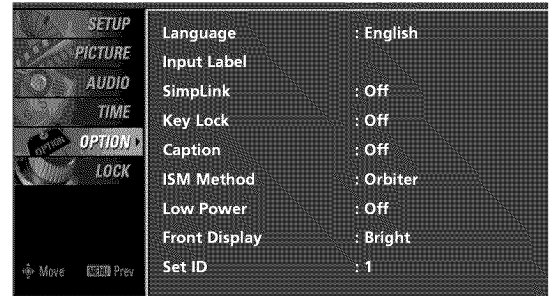 SETUP
PICTURE
AUDIO
TIME
OPTION
LOCK
Move MENU Prev
Language : English
Input Label
SimpLink : Off
Key Lock : Off
Caption : Off
ISM Method : Orbiter
Low Power : Off
Front Display : Bright
Set ID : 1